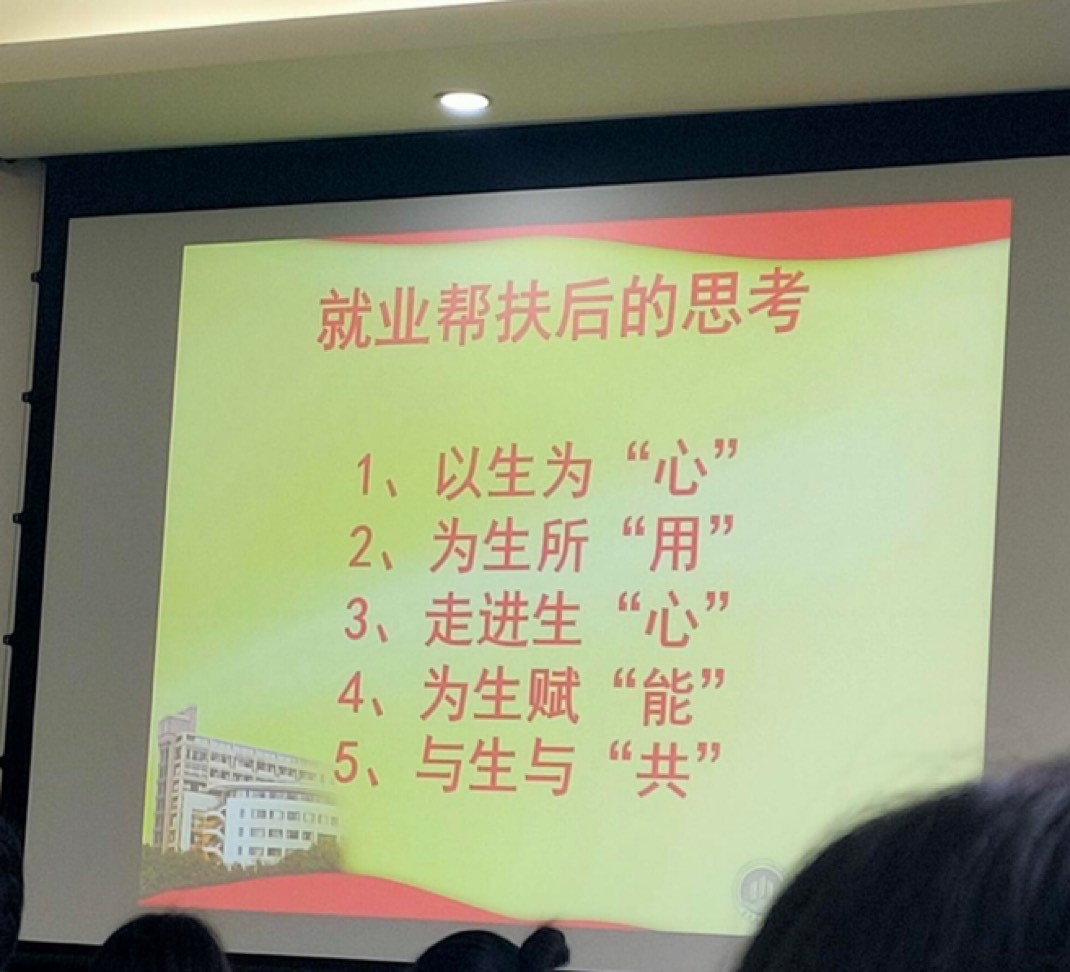 就业帮扶后的思考
1、以生为“心”
2、为生所“用”
3、走进生“心”
4、为生赋“能”
5、与生与“共”